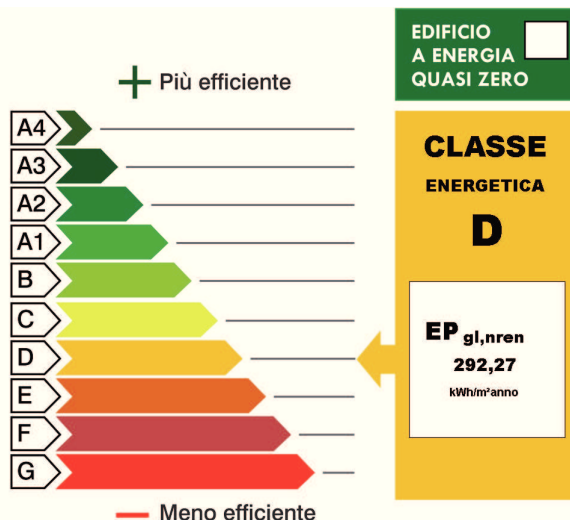 EDIFICIO
A ENERGIA
QUASI ZERO
+ Più efficiente
A4
A3
A2
A1
B
C
D
E
F
G
— Meno efficiente
CLASSE
ENERGETICA
D
EP gl,nren
292,27
kWh/m²anno